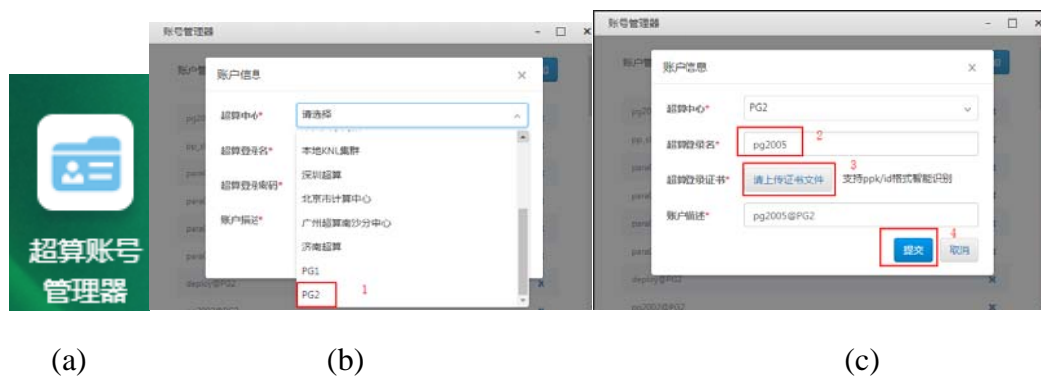 超算账号
管理器
(a)
账号管理器
账户信息
超算中心*
请选择
超算登录名*
本地KNL集群
深圳超算
超算登录密码*
北京市计算中心
账户描述*
广州超算南沙分中心
济南超算
PG1
PG2
1
deploy@PG2
(b)
账号管理器
账户信息
超算中心*
PG2
2
超算登录名*
pg2005
3
超算登录证书*
请上传证书文件
支持ppk/id格式智能识别
账户描述*
pg2005@PG2
4
提交
取消
deploy@PG2
pg2002@PG2
(c)